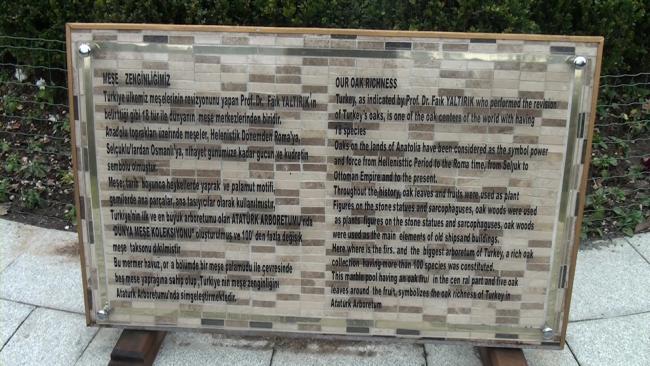 MEŞE ZENGİNLİĞİMİZ
Türkiye ülkemiz meşelerinin revizyonunu yapan Prof. Dr. Faik YALTIRIK'ın
belirttiği gibi 18 tür ile dünyanın meşe merkezlerinden biridir.
Anadolu toprakları üzerinde meşeler, Helenistik Dönemden Roma'ya,
Selçuklu'lardan Osmanlı'ya, nihayet günümüze kadar gücün ve kudretin
sembolü olmuştur.
Meşe; tarih boyunca heykellerde yaprak ve palamut motifi,
gemilerde ana parçalar, ana taşıyıcılar olarak kullanılmıştır.
Türkiye'nin ilk ve en büyük arboretumu olan ATATÜRK ARBORETUMU'nda
DÜNYA MEŞE KOLEKSİYONU" oluşturulmuş ve 100' den fazla değişik
meşe taksonu dikilmiştir.
Bu mermer havuz, orta bölümde bir meşe palamudu ile çevresinde
beş meşe yaprağına sahip olup, Türkiye'nin meşe zenginliğini
Atatürk Arboretumu'nda simgeleştirmektedir.
OUR OAK RICHNESS
Turkey, as indicated by Prof. Dr. Faik YALTIRIK who performed the revision
of Turkey's oaks, is one of the oak centers of the world with having
18 species
Oaks on the lands of Anatolia have been considered as the symbol power
and force from Hellenisthic Period to the Roma time, from Seljuk to
Ottoman Empire and to the present.
Throughout the history, oak leaves and fruits were used as plant
Figures on the stone statues and sarcophaguses, oak woods were used
as plants figures on the stone statues and sarcophaguses, oak woods were
used as the main elements of old shipsand buildings.
Here where is the firs, and the biggest arboretum of Turkey, a rich oak
collection having more than 100 species was constituted.
This marble pool having an oak fruit in the central part and five oak
leaves around the fruit, symbolizes the oak richness of Turkey in
Atatürk Arboretum